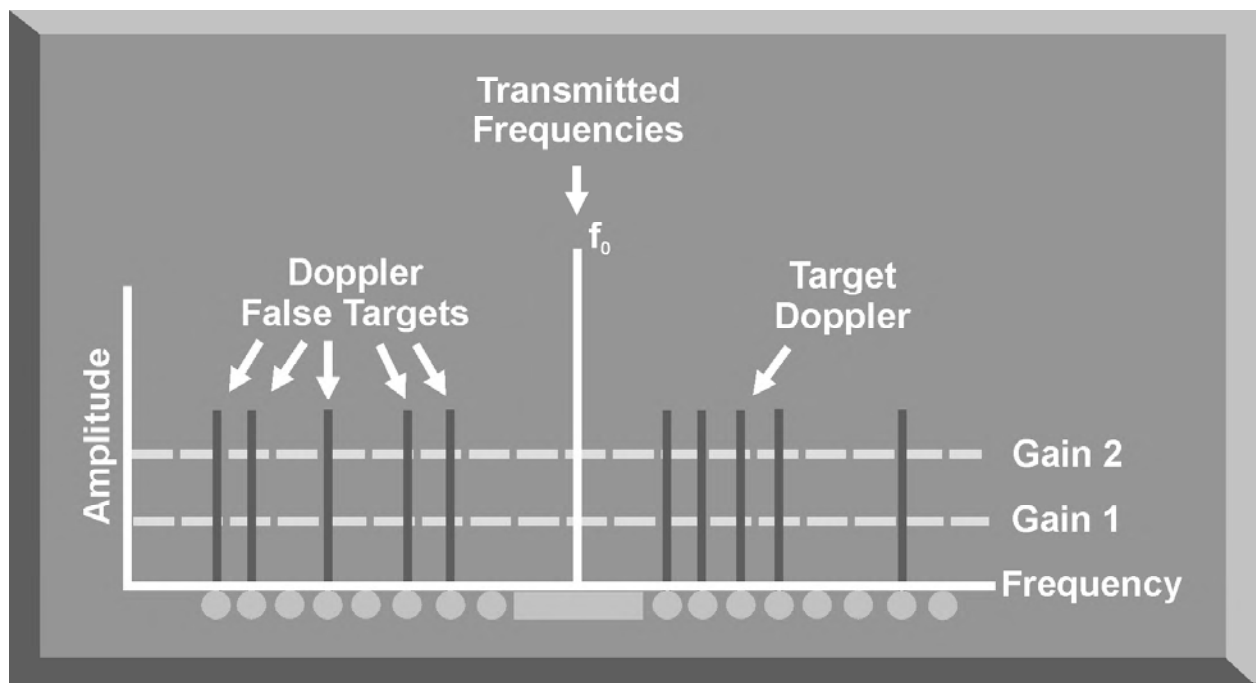 Transmitted
Frequencies
f₀
Doppler
False Targets
Target
Doppler
Amplitude
Gain 2
Gain 1
Frequency